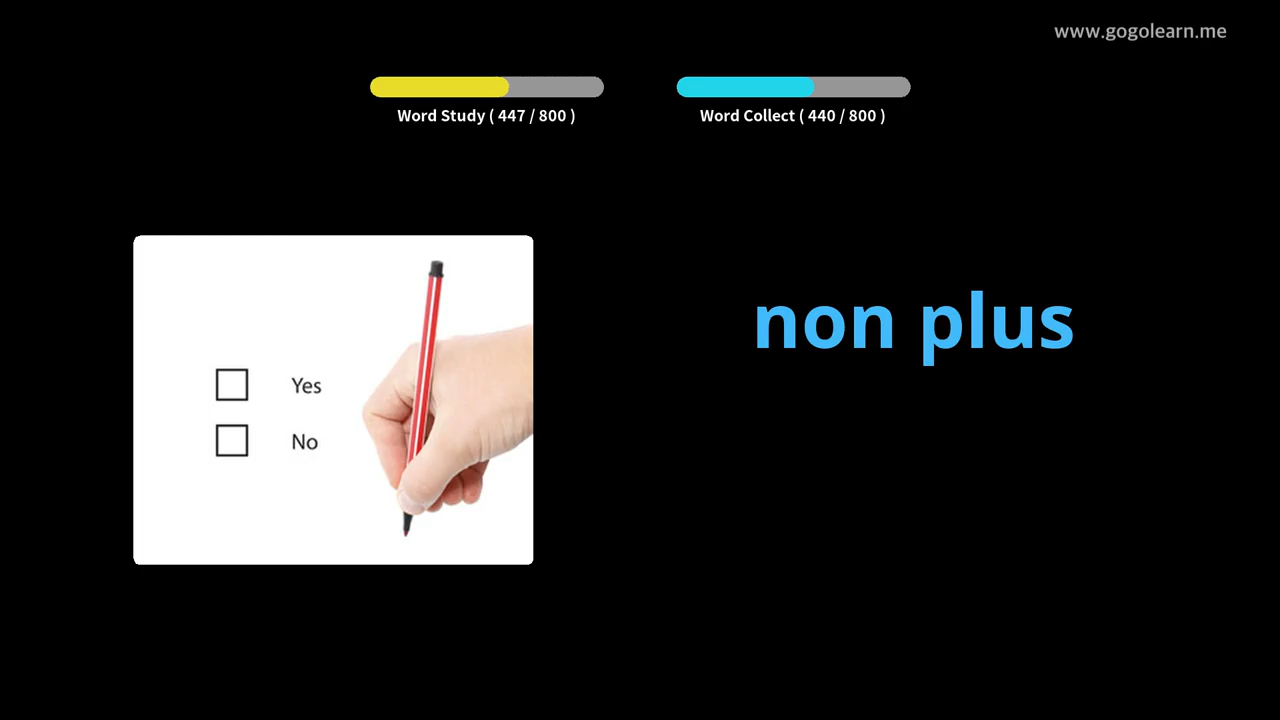 www.gogolearn.me
Word Study ( 447 / 800 )
Word Collect ( 440 / 800 )
non plus
Yes
No